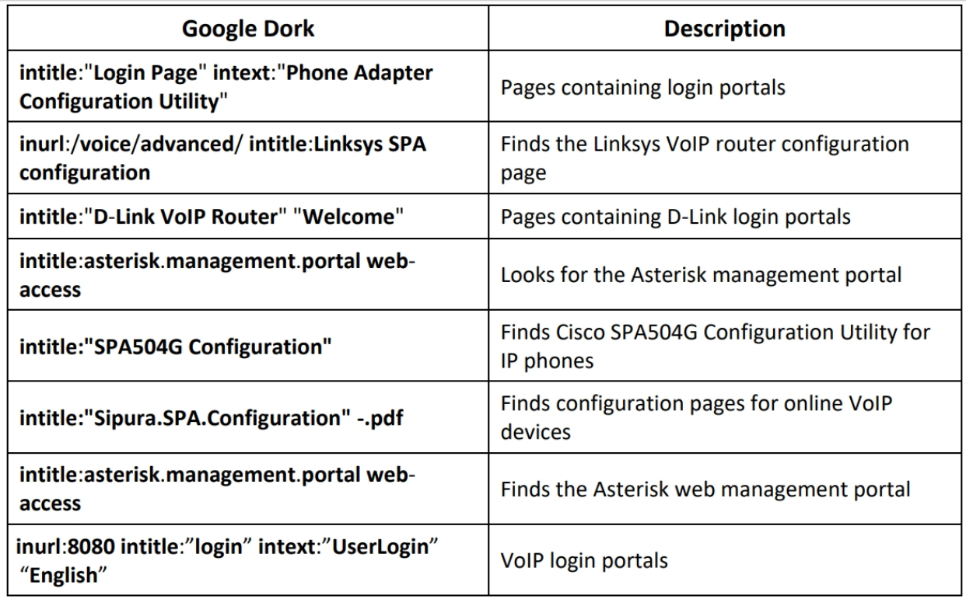 Google Dork
Description
intitle:"Login Page" intext:"Phone Adapter
Configuration Utility"
Pages containing login portals
inurl:/voice/advanced/ intitle:Linksys SPA
configuration
Finds the Linksys VoIP router configuration
page
intitle:"D-Link VoIP Router" "Welcome"
Pages containing D-Link login portals
intitle:asterisk.management.portal web-
access
Looks for the Asterisk management portal
intitle:"SPA504G Configuration"
Finds Cisco SPA504G Configuration Utility for
IP phones
intitle:"Sipura.SPA.Configuration" -.pdf
Finds configuration pages for online VoIP
devices
intitle:asterisk.management.portal web-
access
Finds the Asterisk web management portal
inurl:8080 intitle:”login” intext:”UserLogin”
“English”
VoIP login portals